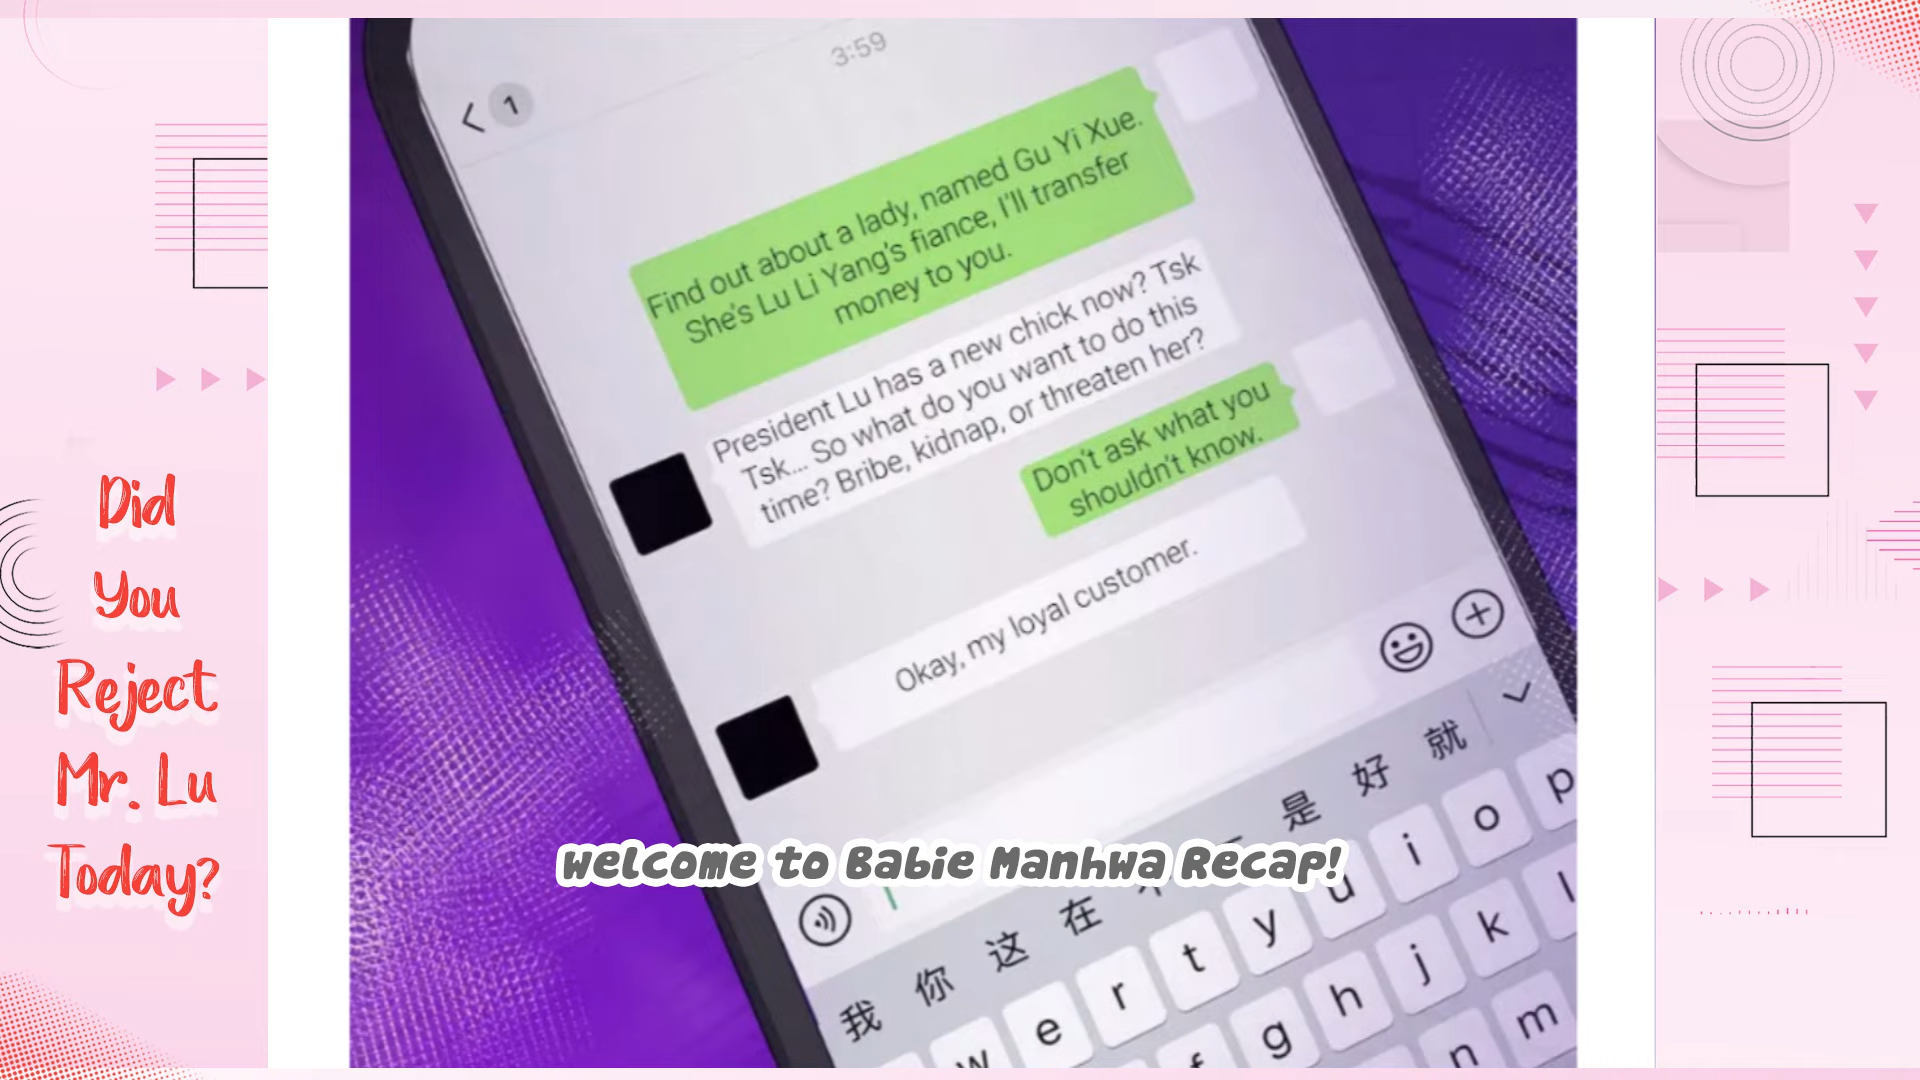 3:59
1
Find out about a lady, named Gu Yi Xue.
She's Lu Li Yang's fiance, I'll transfer
money to you.
President Lu has a new chick now? Tsk
Tsk... So what do you want to do this
time? Bribe, kidnap, or threaten her?
Don't ask what you
shouldn't know.
Okay, my loyal customer.
Did
You
Reject
Mr. Lu
Today?
welcome to Babie Manhwa Recap!
我 你 这 在 不 是 好 就
w e r t y u i o p
f g h j k l
n m